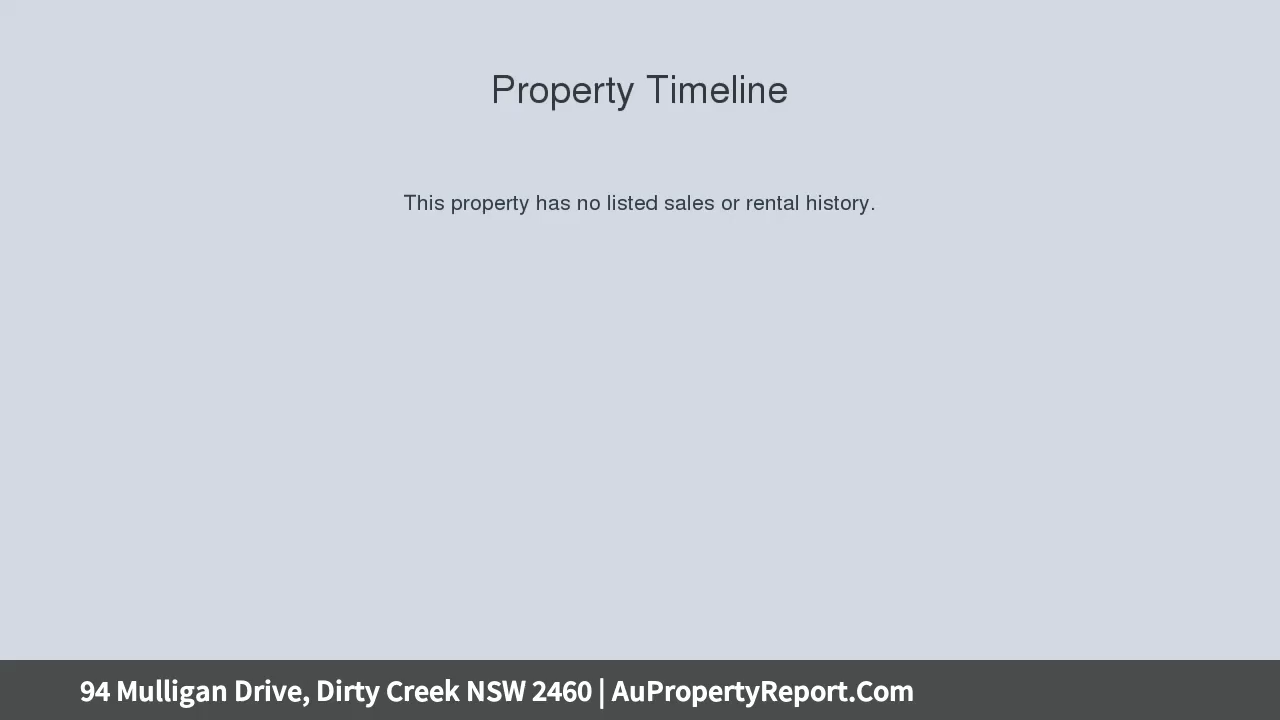 Property Timeline
This property has no listed sales or rental history.
94 Mulligan Drive, Dirty Creek NSW 2460 | AuPropertyReport.Com